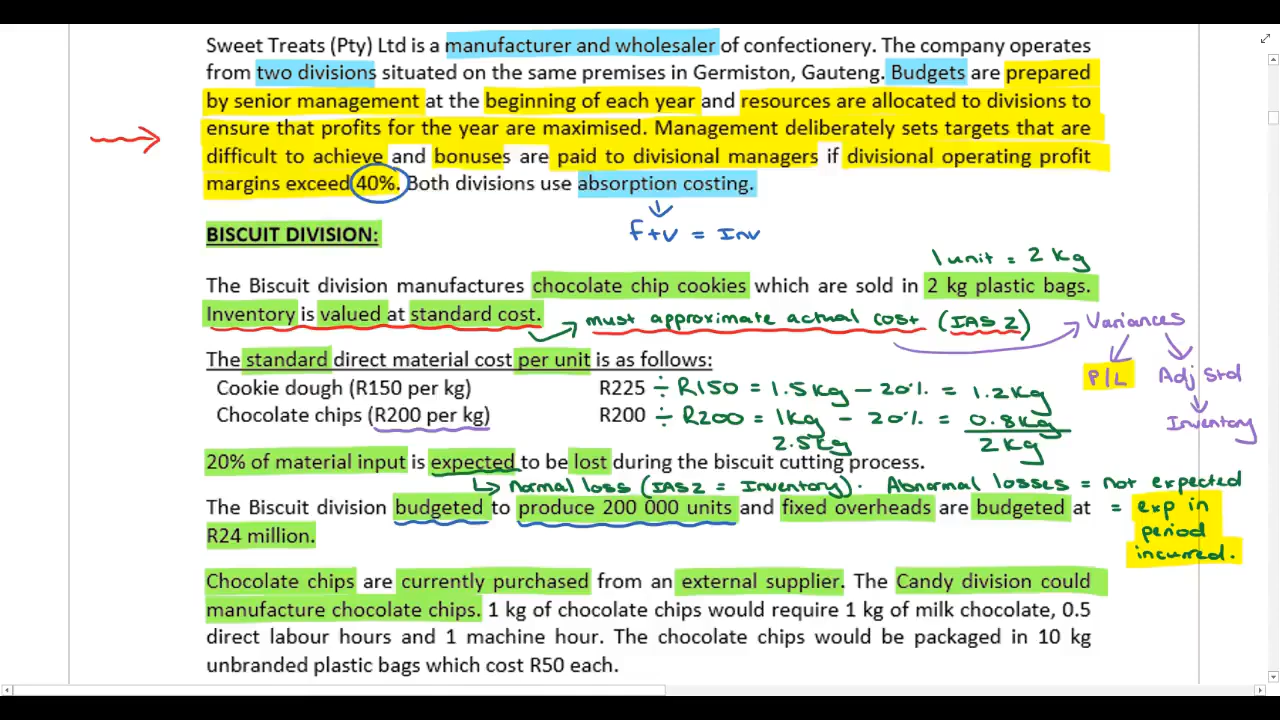 Sweet Treats (Pty) Ltd is a manufacturer and wholesaler of confectionery. The company operates
from two divisions situated on the same premises in Germiston, Gauteng. Budgets are prepared
by senior management at the beginning of each year and resources are allocated to divisions to
ensure that profits for the year are maximised. Management deliberately sets targets that are
difficult to achieve and bonuses are paid to divisional managers if divisional operating profit
margins exceed 40%. Both divisions use absorption costing.
f+v = Inv
BISCUIT DIVISION:
1 unit = 2 kg
The Biscuit division manufactures chocolate chip cookies which are sold in 2 kg plastic bags.
Inventory is valued at standard cost. must approximate actual cost (IAS 2) Variances
The standard direct material cost per unit is as follows:
P/L Adj Std
Cookie dough (R150 per kg) R225 ÷ R150 = 1.5kg - 20% = 1.2kg
Chocolate chips (R200 per kg) R200 ÷ R200 = 1kg - 20% = 0.8kg Inventory
2.5kg 2kg
20% of material input is expected to be lost during the biscuit cutting process.
Normal loss (IAS 2 = Inventory). Abnormal losses = not expected
The Biscuit division budgeted to produce 200 000 units and fixed overheads are budgeted at = exp in
R24 million. period
incurred.
Chocolate chips are currently purchased from an external supplier. The Candy division could
manufacture chocolate chips. 1 kg of chocolate chips would require 1 kg of milk chocolate, 0.5
direct labour hours and 1 machine hour. The chocolate chips would be packaged in 10 kg
unbranded plastic bags which cost R50 each.